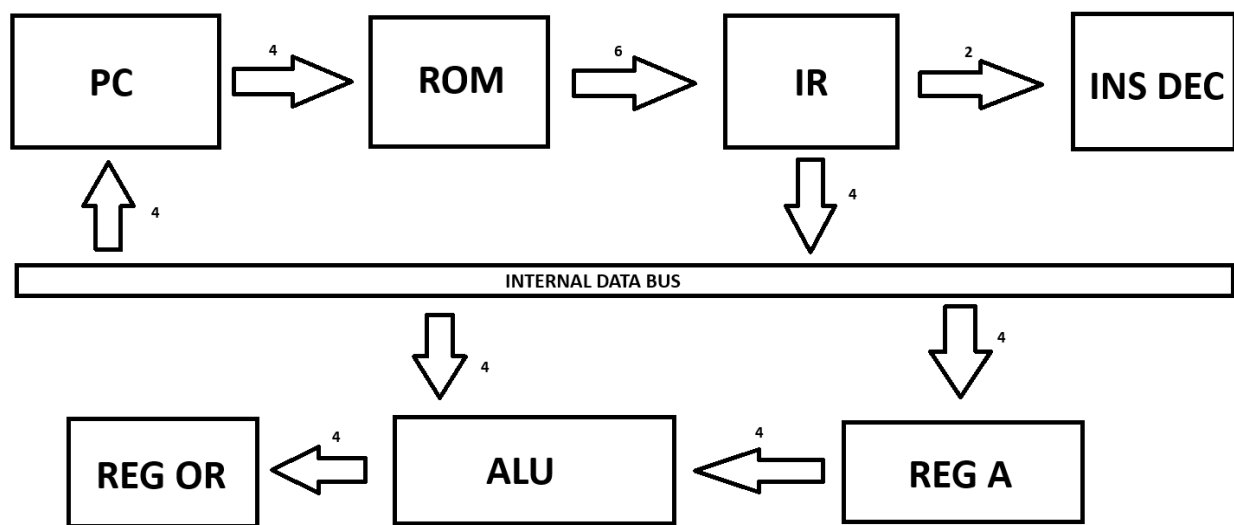 4
6
2
PC
ROM
IR
INS DEC
4
4
INTERNAL DATA BUS
4
4
4
4
REG OR
ALU
REG A